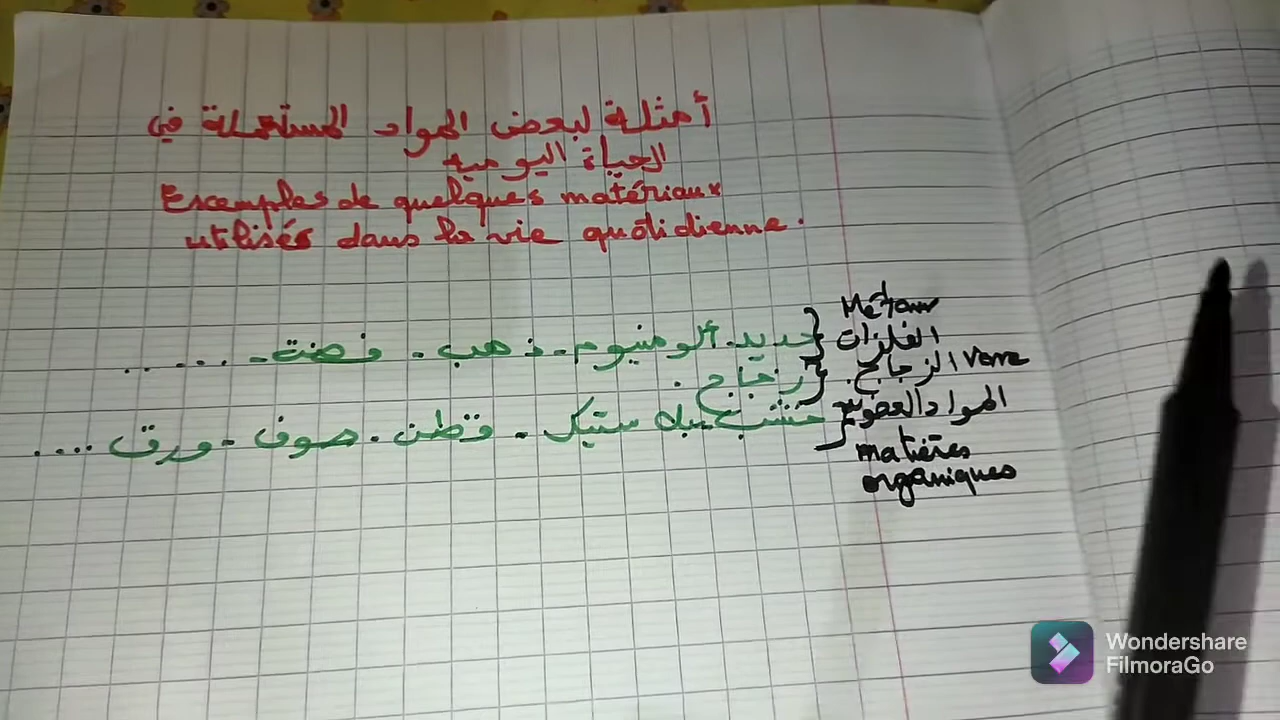 أمثلة لبعض المواد المستعملة في
الحياة اليومية
Exemples de quelques matériaux
utilisés dans la vie quotidienne.
Métaux
الفلزات
حديد - ألومنيوم - ذهب - فضة - .....
الزجاج. Verre
زجاج .
المواد العضوية
خشب - بلاستيك - قطن - صوف - ورق - ....
matières
organiques
Wondershare
FilmoraGo